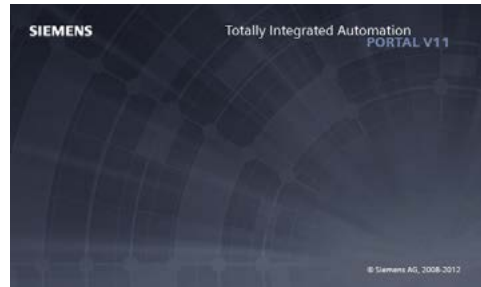 SIEMENS
Totally Integrated Automation
PORTAL V11
© Siemens AG, 2008-2012